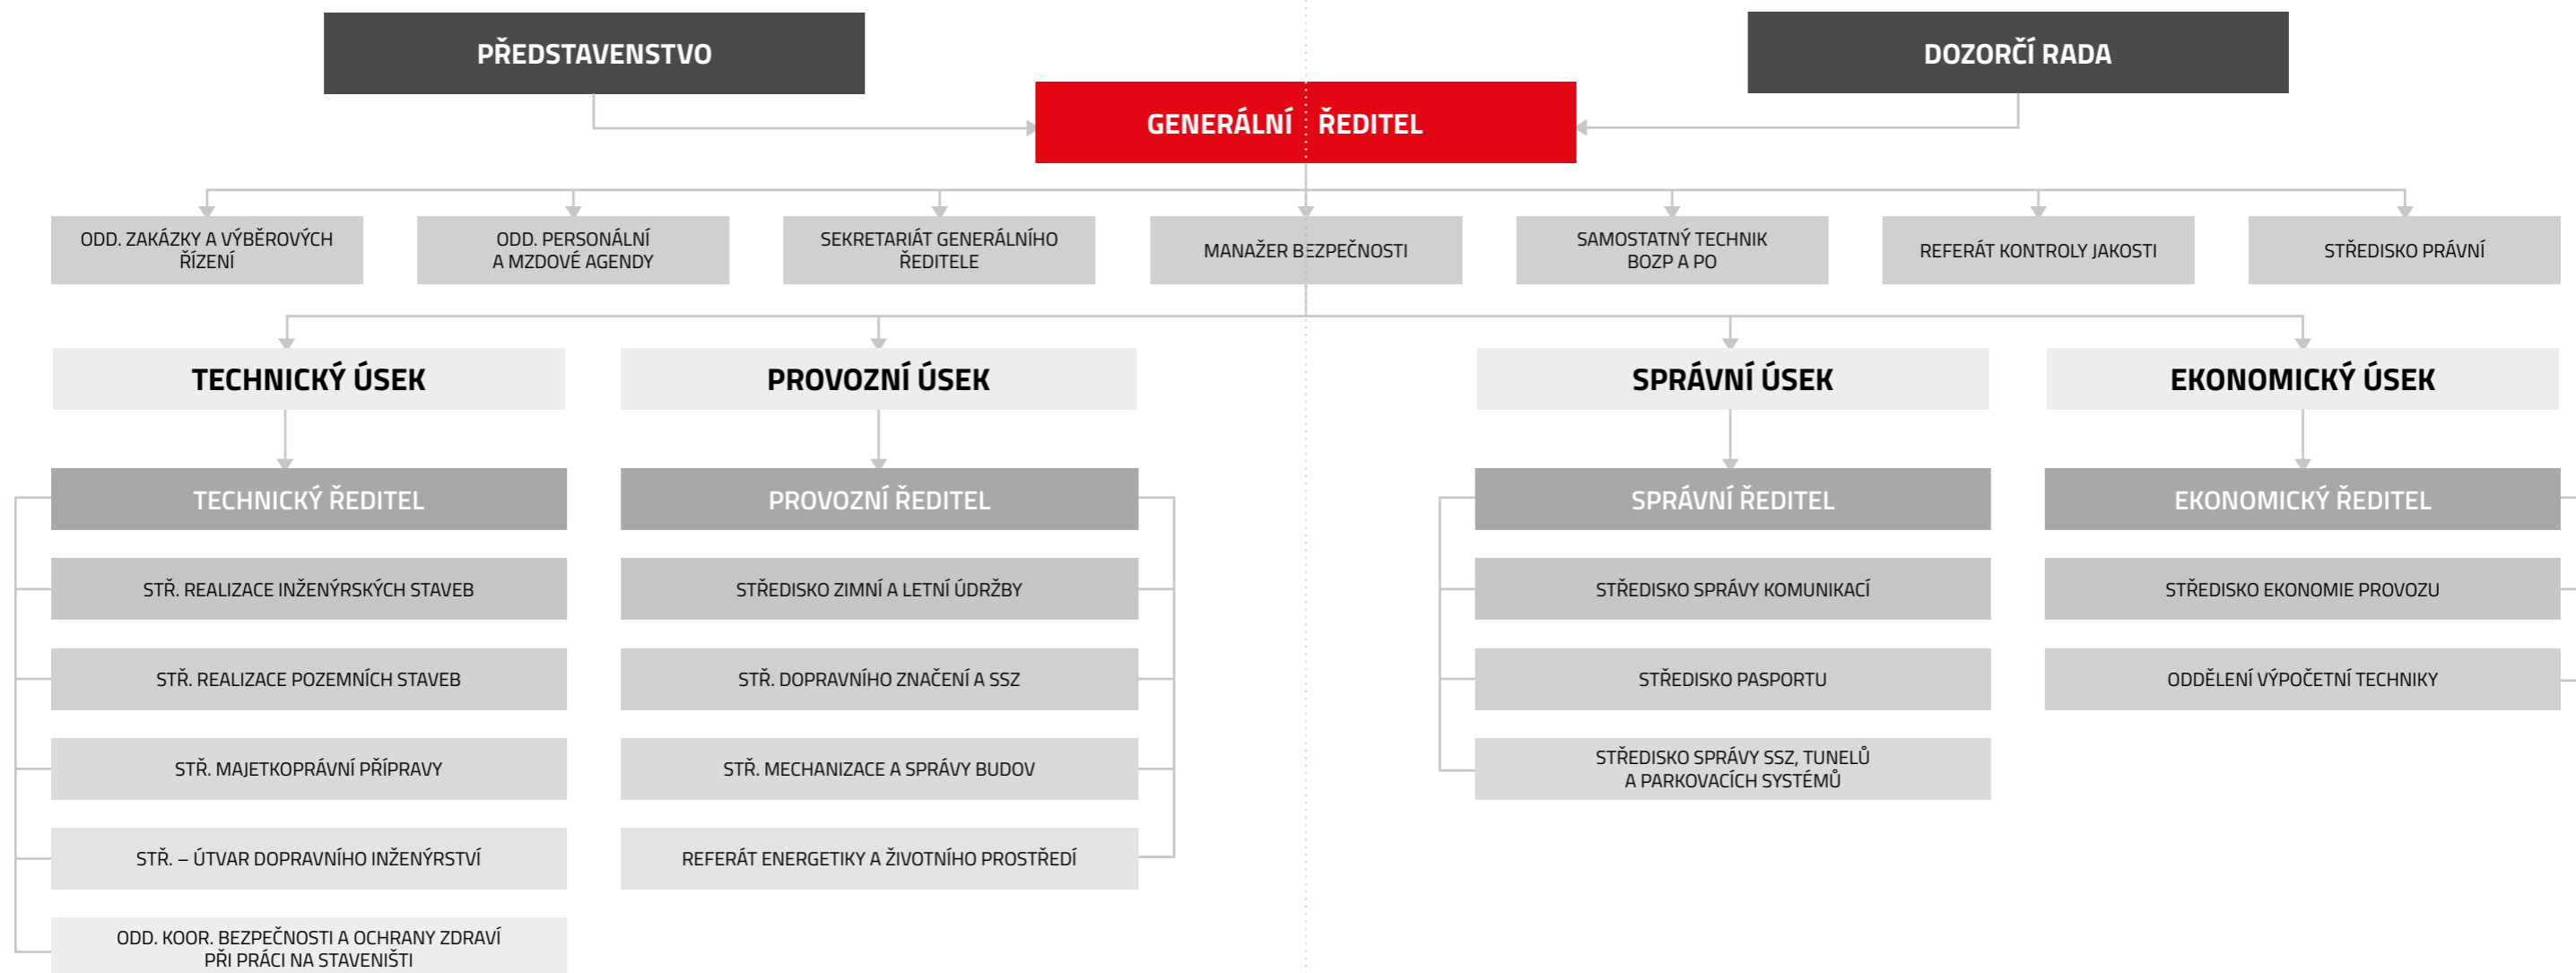 PŘEDSTAVENSTVO
DOZORČÍ RADA
GENERÁLNÍ ŘEDITEL
ODD. ZAKÁZKY A VÝBĚROVÝCH
ŘÍZENÍ
ODD. PERSONÁLNÍ
A MZDOVÉ AGENDY
SEKRETARIÁT GENERÁLNÍHO
ŘEDITELE
MANAŽER BEZPEČNOSTI
SAMOSTATNÝ TECHNIK
BOZP A PO
REFERÁT KONTROLY JAKOSTI
STŘEDISKO PRÁVNÍ
TECHNICKÝ ÚSEK
PROVOZNÍ ÚSEK
SPRÁVNÍ ÚSEK
EKONOMICKÝ ÚSEK
TECHNICKÝ ŘEDITEL
PROVOZNÍ ŘEDITEL
SPRÁVNÍ ŘEDITEL
EKONOMICKÝ ŘEDITEL
STŘ. REALIZACE INŽENÝRSKÝCH STAVEB
STŘEDISKO ZIMNÍ A LETNÍ ÚDRŽBY
STŘEDISKO SPRÁVY KOMUNIKACÍ
STŘEDISKO EKONOMIE PROVOZU
STŘ. REALIZACE POZEMNÍCH STAVEB
STŘ. DOPRAVNÍHO ZNAČENÍ A SSZ
STŘEDISKO PASPORTU
ODDĚLENÍ VÝPOČETNÍ TECHNIKY
STŘ. MAJETKOPRÁVNÍ PŘÍPRAVY
STŘ. MECHANIZACE A SPRÁVY BUDOV
STŘEDISKO SPRÁVY SSZ, TUNELŮ
A PARKOVACÍCH SYSTÉMŮ
STŘ. – ÚTVAR DOPRAVNÍHO INŽENÝRSTVÍ
REFERÁT ENERGETIKY A ŽIVOTNÍHO PROSTŘEDÍ
ODD. KOOR. BEZPEČNOSTI A OCHRANY ZDRAVÍ
PŘI PRÁCI NA STAVENIŠTI